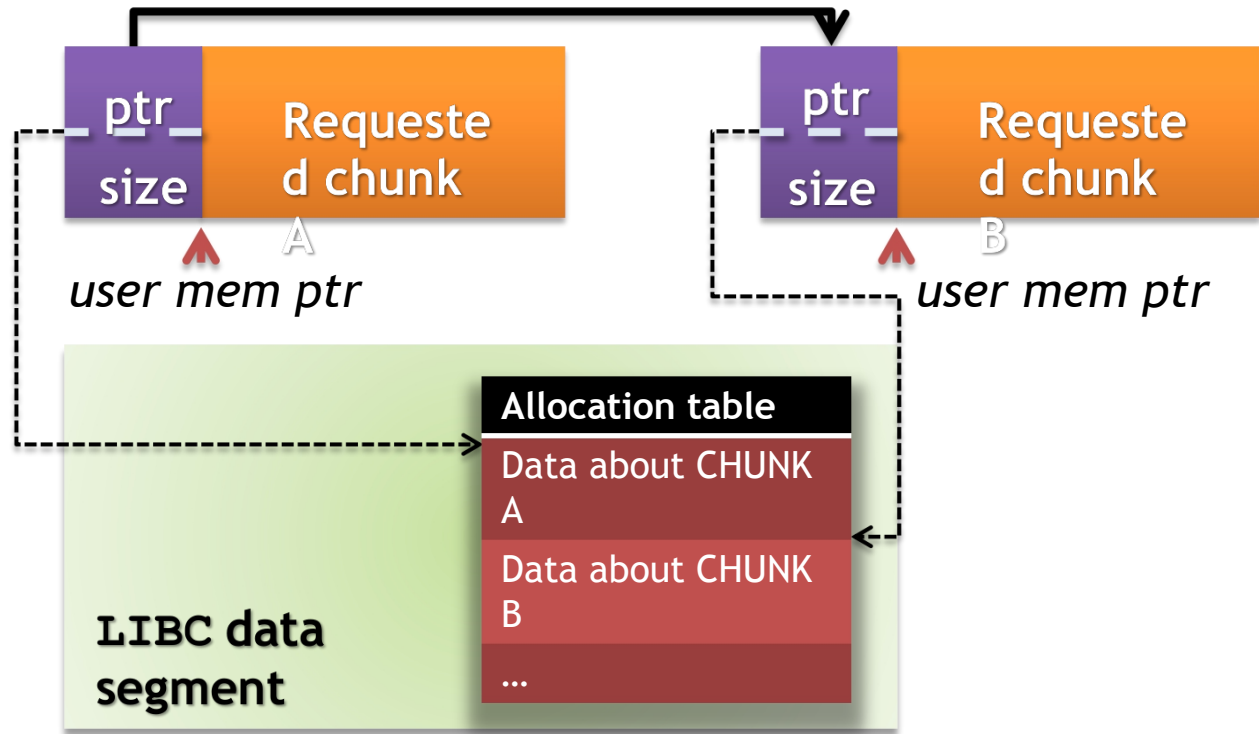 ptr
size
Requeste
d chunk
A
user mem ptr
ptr
size
Requeste
d chunk
B
user mem ptr
Allocation table
Data about CHUNK
A
Data about CHUNK
B
…
LIBC data
segment